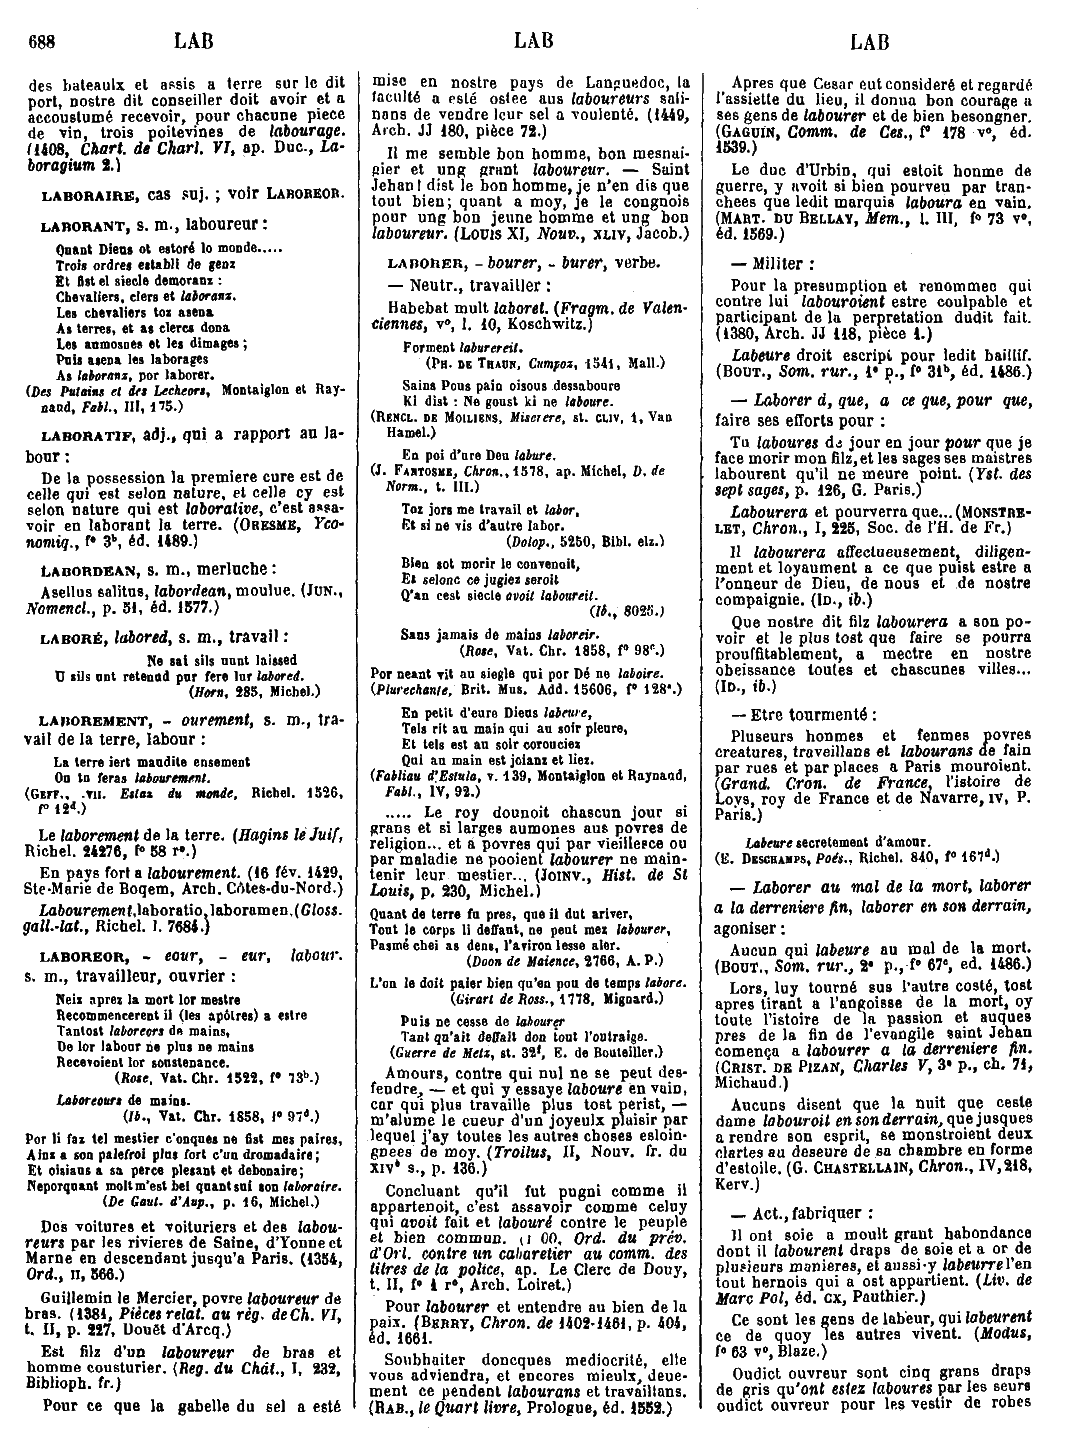 688 LAB LAB LAB
des bateaulx et assis a terre sur le dit
port, nostre dit conseiller doit avoir et a
accoustumé recevoir, pour chacune piece
de vin, trois poitevines de labourage.
(1408, Chart. de Charl. VI, ap. Duc., La-
boragium 2.)
LABORAIRE, cas suj. ; voir LABOREOR.
LABORANT, s. m., laboureur :
Quant Dieus ot estoré lo monde.....
Trois ordres establi de genz
Et fist el siecle demoranz :
Chevaliers, clers et laboranz.
Les chevaliers toz asena
As terres, et as clercs dona
Les aumosnes et les dimages ;
Puis asena les laborages
As laboranz, por laborer.
(Des Putains et des Lecheors, Montaiglon et Ray-
naud, Fabl., III, 175.)
LABORATIF, adj., qui a rapport au la-
bour :
De la possession la premiere cure est de
celle qui est selon nature, et celle cy est
selon nature qui est laborative, c'est assa-
voir en laborant la terre. (ORESME, Yco-
nomiq., f° 3b, éd. 1489.)
LABORDEAN, s. m., merluche :
Asellus salitus, labordean, moulue. (JUN.,
Nomencl., p. 51, éd. 1577.)
LABORÉ, labored, s. m., travail :
Ne sat sils unnt laissed
U sils ont retenud pur fere lur labored.
(Horn, 285, Michel.)
LABOREMENT, - ourement, s. m., tra-
vail de la terre, labour :
La terre iert maudite ensement
Ou tu feras labourement.
(GEFF., .VII. Estaz du monde, Richel. 1526,
f° 12d.)
Le laborement de la terre. (Hagins le Juif,
Richel. 24276, f° 58 r°.)
En pays fort a labourement. (16 fév. 1429,
Ste-Marie de Boqem, Arch. Côtes-du-Nord.)
Labourement, laboratio, laboramen. (Gloss.
gall.-lat., Richel. l. 7684.)
LABOREOR, - eour, - eur, labour.
s. m., travailleur, ouvrier :
Neiz aprez la mort lor mestre
Recommencerent il (les apôtres) a estre
Tantost laboreors de mains,
De lor labour ne plus ne mains
Recevoient lor soustenance.
(Rose, Vat. Chr. 1522, f° 73b.)
Laboreours de mains.
(Ib., Vat. Chr. 1858, f° 97d.)
Por li faz tel mestier c'onques ne fist mes paires,
Ains a son palefroi plus fort c'un dromadaire ;
Et oisiaus a sa perce plesant et debonaire ;
Neporquant molt m'est bel quant sui son laboraire.
(De Gaut. d'Aup., p. 16, Michel.)
Dos voitures et voituriers et des labou-
reurs par les rivieres de Saine, d'Yonne et
Marne en descendant jusqu'a Paris. (1354,
Ord., II, 566.)
Guillemin le Mercier, povre laboureur de
bras. (1381, Pièces relat. au règ. de Ch. VI,
t. II, p. 227, Douët d'Arcq.)
Est filz d'un laboureur de bras et
homme cousturier. (Reg. du Chât., I, 232,
Biblioph. fr.)
Pour ce que la gabelle du sel a esté
mise en nostre pays de Languedoc, la
faculté a esté ostee aus laboureurs sali-
nans de vendre leur sel a voulenté. (1449,
Arch. JJ 180, pièce 72.)
Il me semble bon homme, bon mesnai-
gier et ung grant laboureur. — Saint
Jehan ! dist le bon homme, je n'en dis que
tout bien ; quant a moy, je le congnois
pour ung bon jeune homme et ung bon
laboureur. (LOUIS XI, Nouv., XLIV, Jacob.)
LABORER, - bourer, - burer, verbe.
— Neutr., travailler :
Habebat mult laboret. (Fragm. de Valen-
ciennes, v°, l. 10, Koschwitz.)
Forment laburereit.
(PH. DE THAUN, Cumpoz, 1541, Mall.)
Sains Pous pain oisous dessaboure
Ki dist : Ne goust ki ne laboure.
(RENCL. DE MOILIENS, Miserere, st. CLIV, 1, Van
Hamel.)
En poi d'ure Deu labure.
(J. FANTOSME, Chron., 1578, ap. Michel, D. de
Norm., t. III.)
Toz jors me travail et labor,
Et si ne vis d'autre labor.
(Dolop., 5250, Bibl. elz.)
Bien sot morir le convenoit,
Et selonc ce jugiez seroit
Q'an cest siecle avoit laboureit.
(Ib., 8025.)
Sans jamais de mains laboreir.
(Rose, Vat. Chr. 1858, f° 98c.)
Por neant vit au siegle qui por Dé ne laboire.
(Plurechante, Brit. Mus. Add. 15606, f° 128a.)
En petit d'eure Dieus labeure,
Tels rit au main qui au soir pleure,
Et tels est au soir corouciez
Qui au main est jolanz et liez.
(Fabliau d'Estula, v. 139, Montaiglon et Raynaud,
Fabl., IV, 92.)
..... Le roy dounoit chascun jour si
grans et si larges aumones aus povres de
religion... et a povres qui par vieillesce ou
par maladie ne pooient labourer ne main-
tenir leur mestier... (JOINV., Hist. de St
Louis, p. 230, Michel.)
Quant de terre fu pres, que il dut ariver,
Tout le corps li deffant, ne peut mez labourer,
Pasmé chei as dens, l'aviron lesse aler.
(Doon de Maience, 2766, A. P.)
L'on le doit paier bien qu'en pou de temps labore.
(Girart de Ross., 1778, Mignard.)
Puis ne cesse de labourer
Tant qu'ait deffait don tout l'outraige.
(Guerre de Metz, st. 32f, E. de Bouteiller.)
Amours, contre qui nul ne se peut des-
fendre, — et qui y essaye laboure en vain,
car qui plus travaille plus tost perist, —
m'alume le cueur d'un joyeulx plaisir par
lequel j'ay toutes les autres choses esloin-
gnees de moy. (Troilus, II, Nouv. fr. du
XIVe s., p. 136.)
Concluant qu'il fut pugni comme il
appartenoit, c'est assavoir comme celuy
qui avoit fait et labouré contre le peuple
et bien commun. ( 00, Ord. du prév.
d'Orl. contre un cabaretier au comm. des
titres de la police, ap. Le Clerc de Douy,
t. II, f° 1 r°, Arch. Loiret.)
Pour labourer et entendre au bien de la
paix. (BERRY, Chron. de 1402-1461, p. 404,
éd. 1661.
Souhhaiter doncques mediocrité, elle
vous adviendra, et encores mieulx, deue-
ment ce pendent labourans et travaillans.
(RAB., le Quart livre, Prologue, éd. 1552.)
Apres que Cesar eut consideré et regardé
l'assiette du lieu, il donna bon courage a
ses gens de labourer et de bien besongner.
(GAGUIN, Comm. de Ces., f° 178 v°, éd.
1539.)
Le duc d'Urbin, qui estoit homme de
guerre, y avoit si bien pourveu par tran-
chees que ledit marquis laboura en vain.
(MART. DU BELLAY, Mem., l. III, f° 73 v°,
éd. 1569.)
— Militer :
Pour la presumption et renommee qui
contre lui labouroient estre coulpable et
participant de la perpretation dudit fait.
(1380, Arch. JJ 118, pièce 1.)
Labeure droit escript pour ledit baillif.
(BOUT., Som. rur., 1e p., f° 31b, éd. 1486.)
— Laborer d, que, a ce que, pour que,
faire ses efforts pour :
Tu laboures de jour en jour pour que je
face morir mon filz, et les sages ses maistres
labourent qu'il ne meure point. (Yst. des
sept sages, p. 126, G. Paris.)
Labourera et pourverra que... (MONSTRE-
LET, Chron., I, 225, Soc. de l'H. de Fr.)
Il labourera affectueusement, diligen-
ment et loyaument a ce que puist estre a
l'onneur de Dieu, de nous et de nostre
compaignie. (ID., ib.)
Que nostre dit filz labourera a son po-
voir et le plus tost que faire se pourra
prouffitablement, a mectre en nostre
obeissance toutes et chascunes villes...
(ID., ib.)
— Etre tourmenté :
Pluseurs honmes et fenmes povres
creatures, traveillans et labourans de fain
par rues et par places a Paris mouroient.
(Grand. Cron. de France, l'istoire de
Loys, roy de France et de Navarre, IV, P.
Paris.)
Labeure secretement d'amour.
(E. DESCHAMPS, Poés., Richel. 840, f° 167d.)
— Laborer au mal de la mort, laborer
a la derreniere fin, laborer en son derrain,
agoniser :
Aucun qui labeure au mal de la mort.
(BOUT., Som. rur., 2e p., f° 67c, ed. 1486.)
Lors, luy tourné sus l'autre costé, tost
apres tirant a l'angoisse de la mort, oy
toute l'istoire de la passion et auques
pres de la fin de l'evangile saint Jehan
comença a labourer a la derreniere fin.
(CRIST. DE PIZAN, Charles V, 3e p., ch. 71,
Michaud.)
Aucuns disent que la nuit que ceste
dame labouroit en son derrain, que jusques
a rendre son esprit, se monstroient deux
clartes au deseure de sa chambre en forme
d'estoile. (G. CHASTELLAIN, Chron., IV, 218,
Kerv.)
— Act., fabriquer :
Il ont soie a moult grant habondance
dont il labourent draps de soie et a or de
plusieurs manieres, et aussi y labeurre l'en
tout hernois qui a ost appartient. (Liv. de
Marc Pol, éd. CX, Pauthier.)
Ce sont les gens de labeur, qui labeurent
ce de quoy les autres vivent. (Modus,
f° 63 v°, Blaze.)
Oudict ouvreur sont cinq grans draps
de gris qu'ont estez laboures par les seurs
oudict ouvreur pour les vestir de robes